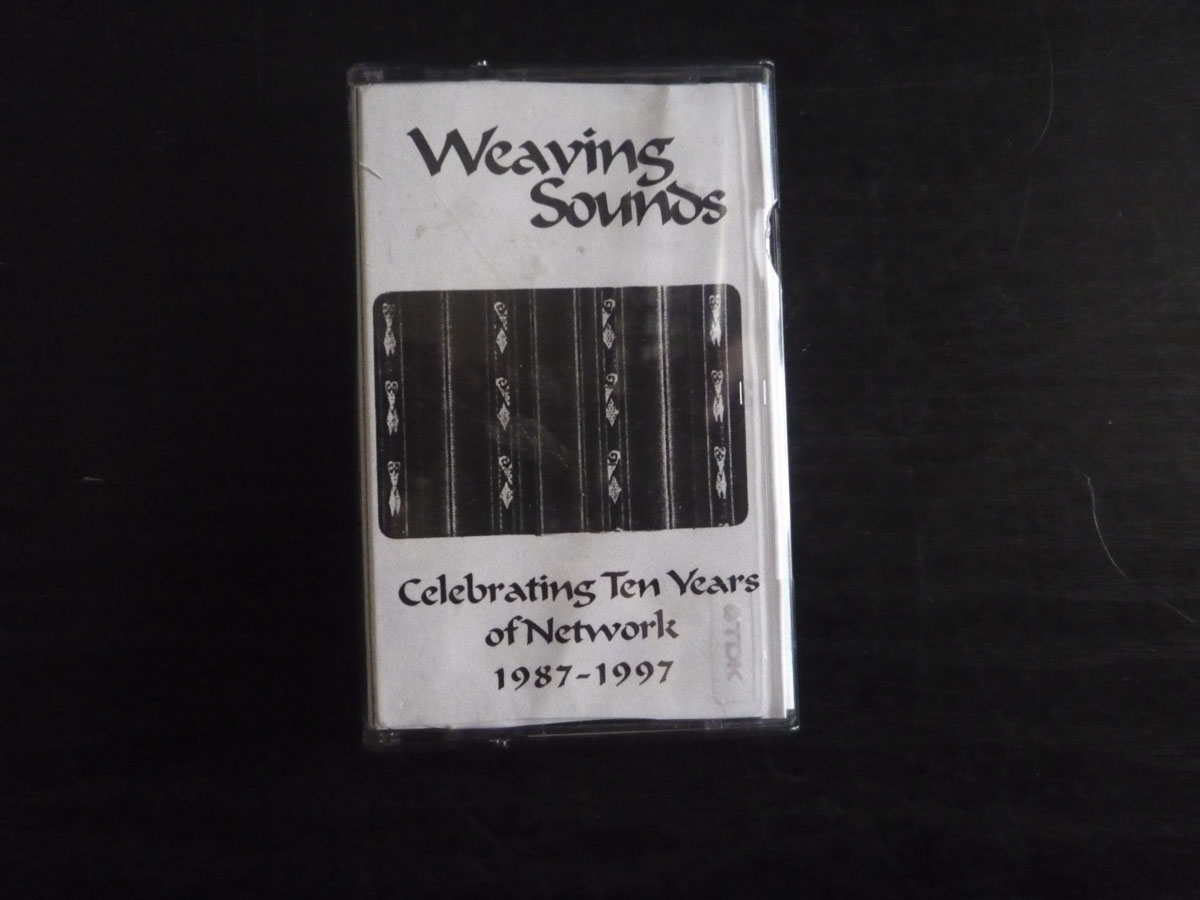 Weaving
Sounds
Celebrating Ten Years
of Network
1987-1997
TDK